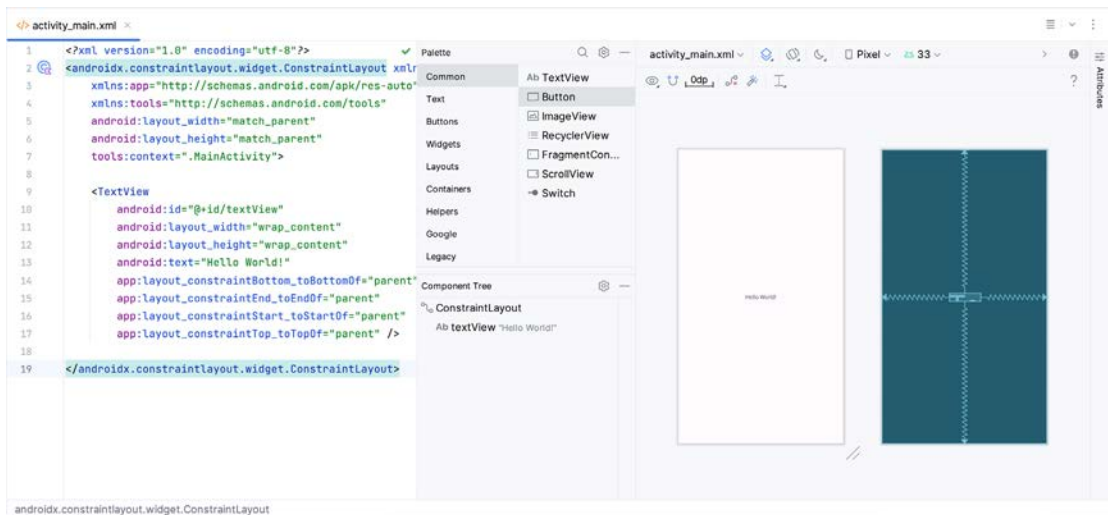 activity_main.xml
1 <?xml version="1.0" encoding="utf-8"?>
2 <androidx.constraintlayout.widget.ConstraintLayout xmlr
3 xmlns:app="http://schemas.android.com/apk/res-auto"
4 xmlns:tools="http://schemas.android.com/tools"
5 android:layout_width="match_parent"
6 android:layout_height="match_parent"
7 tools:context=".MainActivity">
8
9 <TextView
10 android:id="@+id/textView"
11 android:layout_width="wrap_content"
12 android:layout_height="wrap_content"
13 android:text="Hello World!"
14 app:layout_constraintBottom_toBottomOf="parent"
15 app:layout_constraintEnd_toEndOf="parent"
16 app:layout_constraintStart_toStartOf="parent"
17 app:layout_constraintTop_toTopOf="parent" />
18
19 </androidx.constraintlayout.widget.ConstraintLayout>
Palette
Common
Text
Buttons
Widgets
Layouts
Containers
Helpers
Google
Legacy
Ab TextView
Button
ImageView
RecyclerView
FragmentCon...
ScrollView
Switch
Component Tree
ConstraintLayout
Ab textView "Hello World!"
activity_main.xml
Pixel
33
0dp
?
Hello World!
Attributes
androidx.constraintlayout.widget.ConstraintLayout